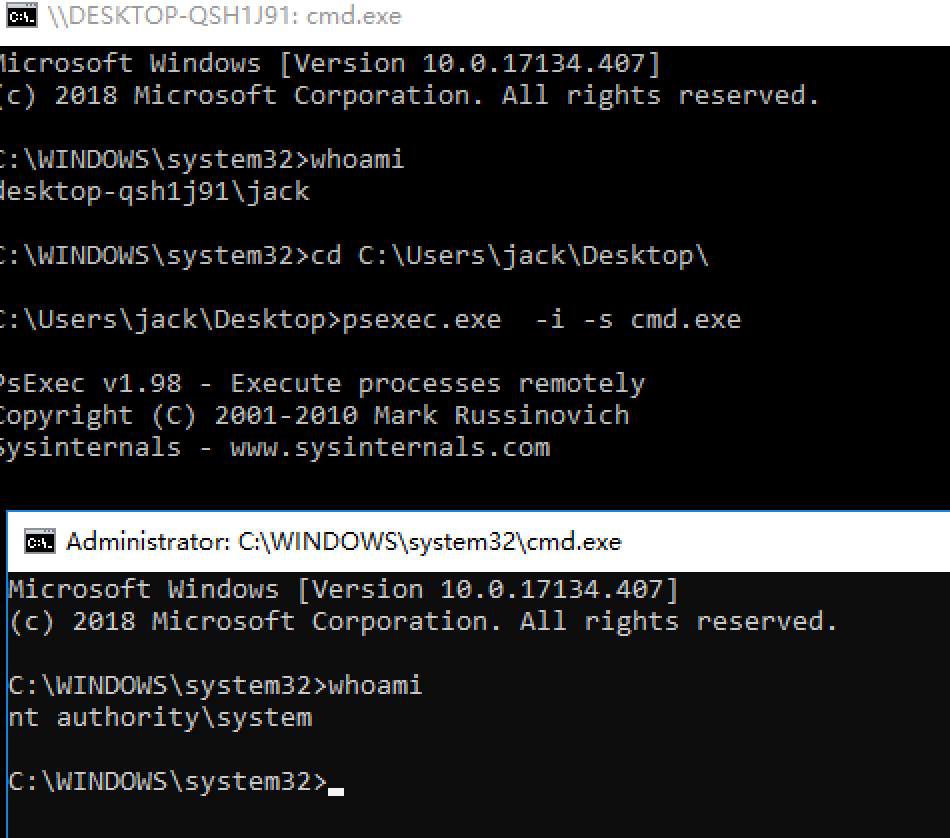 \\DESKTOP-QSH1J91: cmd.exe
Microsoft Windows [Version 10.0.17134.407]
(c) 2018 Microsoft Corporation. All rights reserved.
C:\WINDOWS\system32>whoami
desktop-qsh1j91\jack
C:\WINDOWS\system32>cd C:\Users\jack\Desktop\
C:\Users\jack\Desktop>psexec.exe  -i -s cmd.exe
PsExec v1.98 - Execute processes remotely
Copyright (C) 2001-2010 Mark Russinovich
Sysinternals - www.sysinternals.com
Administrator: C:\WINDOWS\system32\cmd.exe
Microsoft Windows [Version 10.0.17134.407]
(c) 2018 Microsoft Corporation. All rights reserved.
C:\WINDOWS\system32>whoami
nt authority\system
C:\WINDOWS\system32>